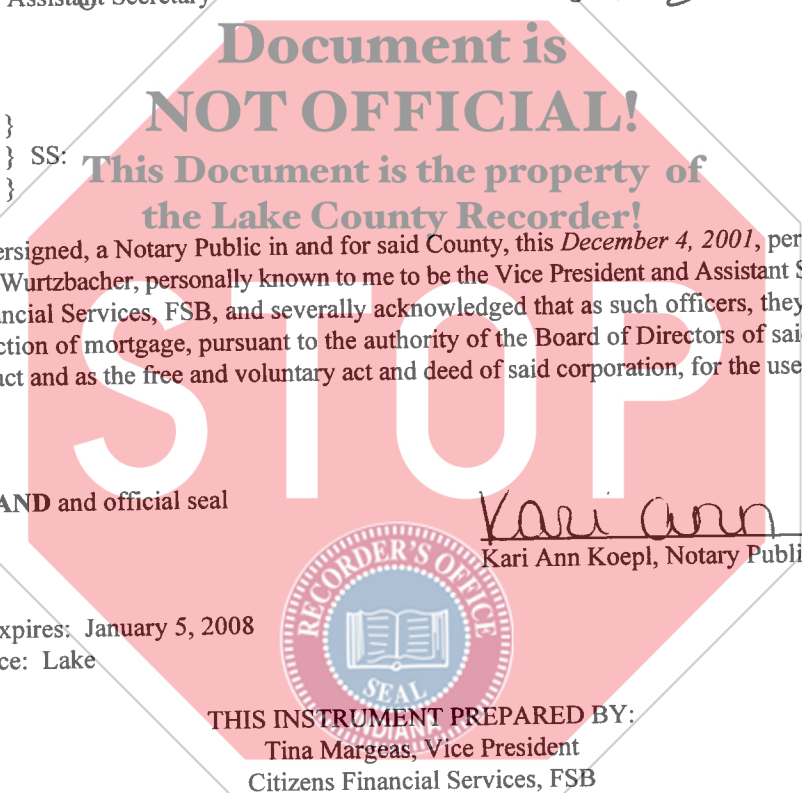 Assistant Secretary
Document is
NOT OFFICIAL!
}
} SS:
}
This Document is the property of
the Lake County Recorder!
ersigned, a Notary Public in and for said County, this December 4, 2001, per
Wurtzbacher, personally known to me to be the Vice President and Assistant S
ncial Services, FSB, and severally acknowledged that as such officers, they
ction of mortgage, pursuant to the authority of the Board of Directors of sai
act and as the free and voluntary act and deed of said corporation, for the use
STOP
AND and official seal
Kari Ann
Kari Ann Koepl, Notary Publi
RECORDER'S OFFICE
SEAL
INDIANA
xpires: January 5, 2008
ce: Lake
THIS INSTRUMENT PREPARED BY:
Tina Margeas, Vice President
Citizens Financial Services, FSB